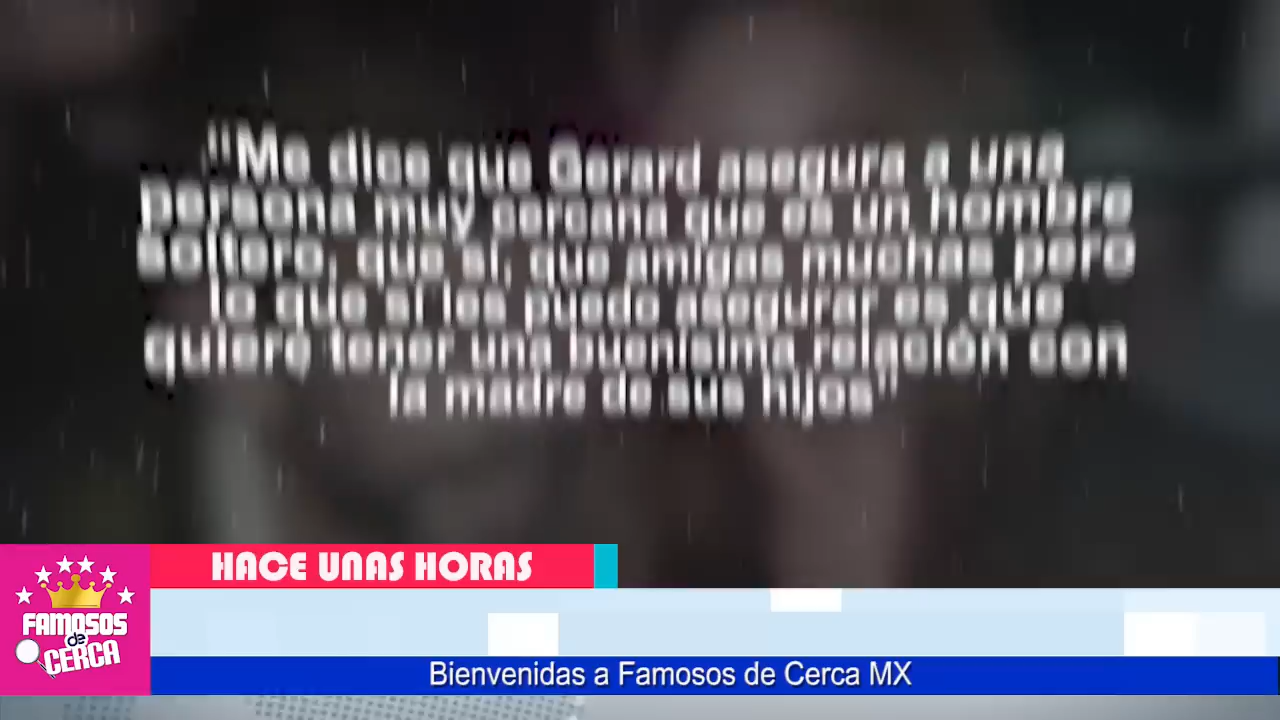 "Me dice que Gerard asegura a una
persona muy cercana que es un hombre
soltero, que sí, que amigas muchas pero
lo que sí les puedo asegurar es que
quiere tener una buenísima relación con
la madre de sus hijos"
HACE UNAS HORAS
FAMOSOS
de
CERCA
Bienvenidas a Famosos de Cerca MX